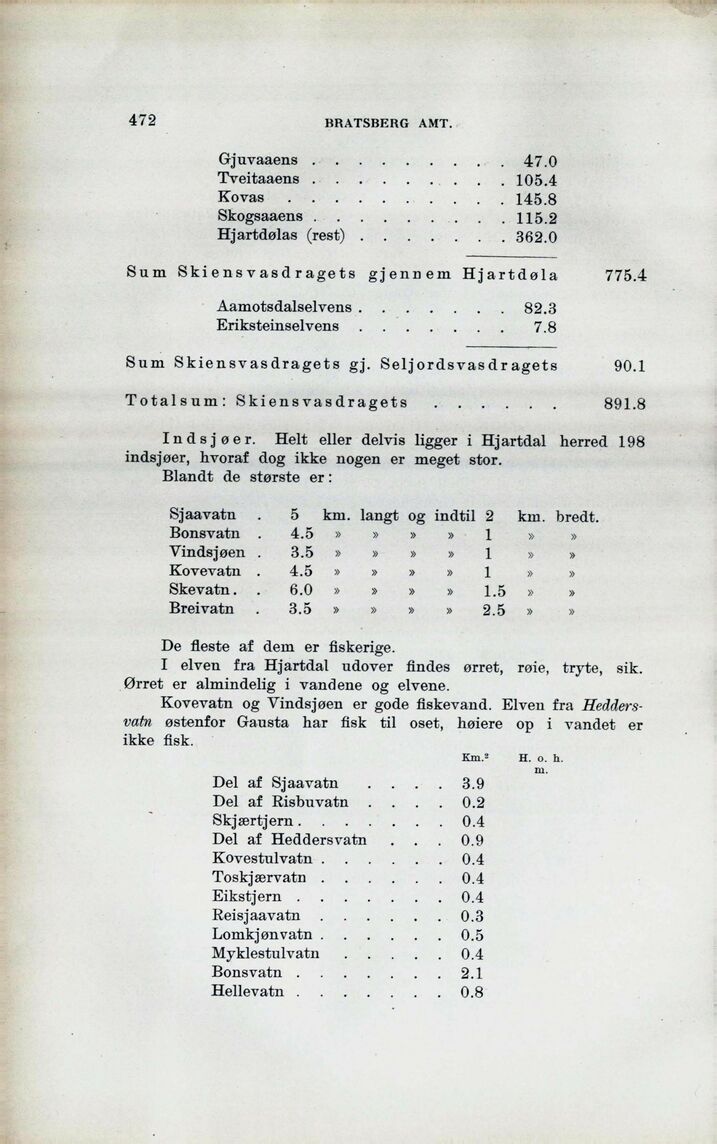 472 BRATSBERG AMT.
Gjuvaaens . . . . . . . . . 47.0
Tveitaaens . . . . . . . . . 105.4
Kovas . . . . . . . . . . 145.8
Skogsaaens . . . . . . . . . 115.2
Hjartdølas (rest) . . . . . . . 362.0
Sum Skiensvasdragets gjennem Hjartdøla 775.4
Aamotsdalselvens . . . . . . . 82.3
Eriksteinselvens . . . . . . . 7.8
Sum Skiensvasdragets gj. Seljordsvasdragets 90.1
Totalsum: Skiensvasdragets . . . . . . 891.8
Indsjøer. Helt eller delvis ligger i Hjartdal herred 198
indsjøer, hvoraf dog ikke nogen er meget stor.
Blandt de største er:
Sjaavatn . 5 km. langt og indtil 2 km. bredt.
Bonsvatn . 4.5 » » » » 1 » »
Vindsjøen . 3.5 » » » » 1 » »
Kovevatn . 4.5 » » » » 1 » »
Skevatn. . 6.0 » » » » 1.5 » »
Breivatn . 3.5 » » » » 2.5 » »
De fleste af dem er fiskerige.
I elven fra Hjartdal udover findes ørret, røie, tryte, sik.
Ørret er almindelig i vandene og elvene.
Kovevatn og Vindsjøen er gode fiskevand. Elven fra Hedders-
vatn østenfor Gausta har fisk til oset, høiere op i vandet er
ikke fisk.
Km.² H. o. h.
m.
Del af Sjaavatn . . . . 3.9
Del af Risbuvatn . . . . 0.2
Skjærtjern . . . . . . . 0.4
Del af Heddersvatn . . . 0.9
Kovestulvatn . . . . . . 0.4
Toskjærvatn . . . . . . 0.4
Eikstjern . . . . . . . 0.4
Reisjaavatn . . . . . . 0.3
Lomkjønvatn . . . . . . 0.5
Myklestulvatn . . . . . 0.4
Bonsvatn . . . . . . . 2.1
Hellevatn . . . . . . . 0.8